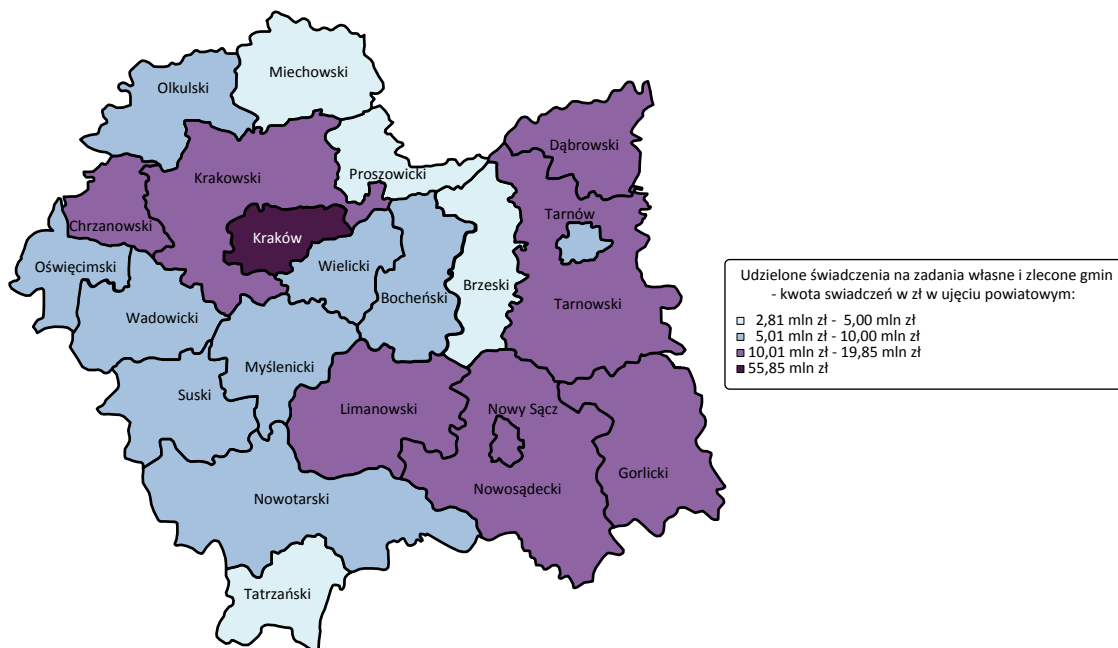 Miechowski
Olkulski
Dąbrowski
Proszowicki
Krakowski
Tarnów
Chrzanowski
Kraków
Wielicki
Oświęcimski
Bocheński
Brzeski
Tarnowski
Wadowicki
Myślenicki
Suski
Limanowski
Nowy Sącz
Gorlicki
Nowosądecki
Nowotarski
Tatrzański
Udzielone świadczenia na zadania własne i zlecone gmin
- kwota swiadczeń w zł w ujęciu powiatowym:
2,81 mln zł - 5,00 mln zł
5,01 mln zł - 10,00 mln zł
10,01 mln zł - 19,85 mln zł
55,85 mln zł